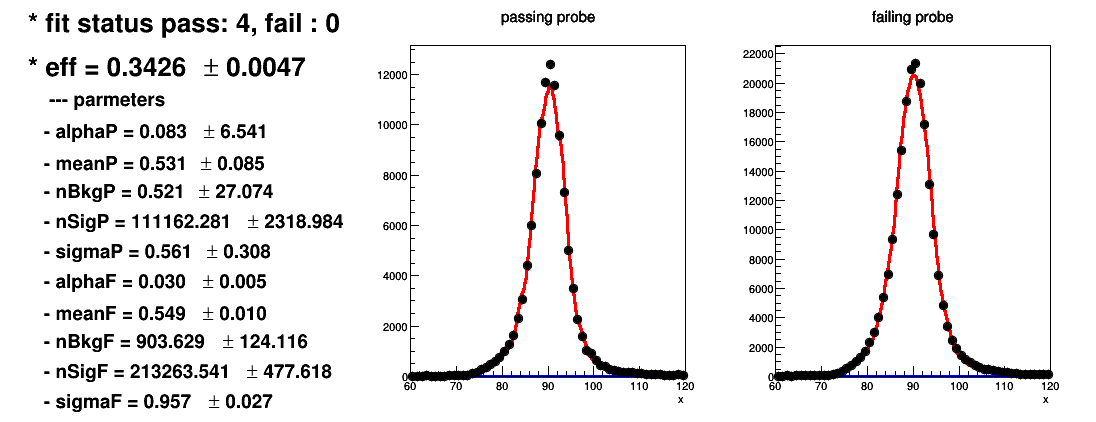 * fit status pass: 4, fail : 0
* eff = 0.3426 ± 0.0047
--- parmeters
- alphaP = 0.083 ± 6.541
- meanP = 0.531 ± 0.085
- nBkgP = 0.521 ± 27.074
- nSigP = 111162.281 ± 2318.984
- sigmaP = 0.561 ± 0.308
- alphaF = 0.030 ± 0.005
- meanF = 0.549 ± 0.010
- nBkgF = 903.629 ± 124.116
- nSigF = 213263.541 ± 477.618
- sigmaF = 0.957 ± 0.027
passing probe
12000
10000
8000
6000
4000
2000
0
60 70 80 90 100 110 120
x
failing probe
22000
20000
18000
16000
14000
12000
10000
8000
6000
4000
2000
0
60 70 80 90 100 110 120
x